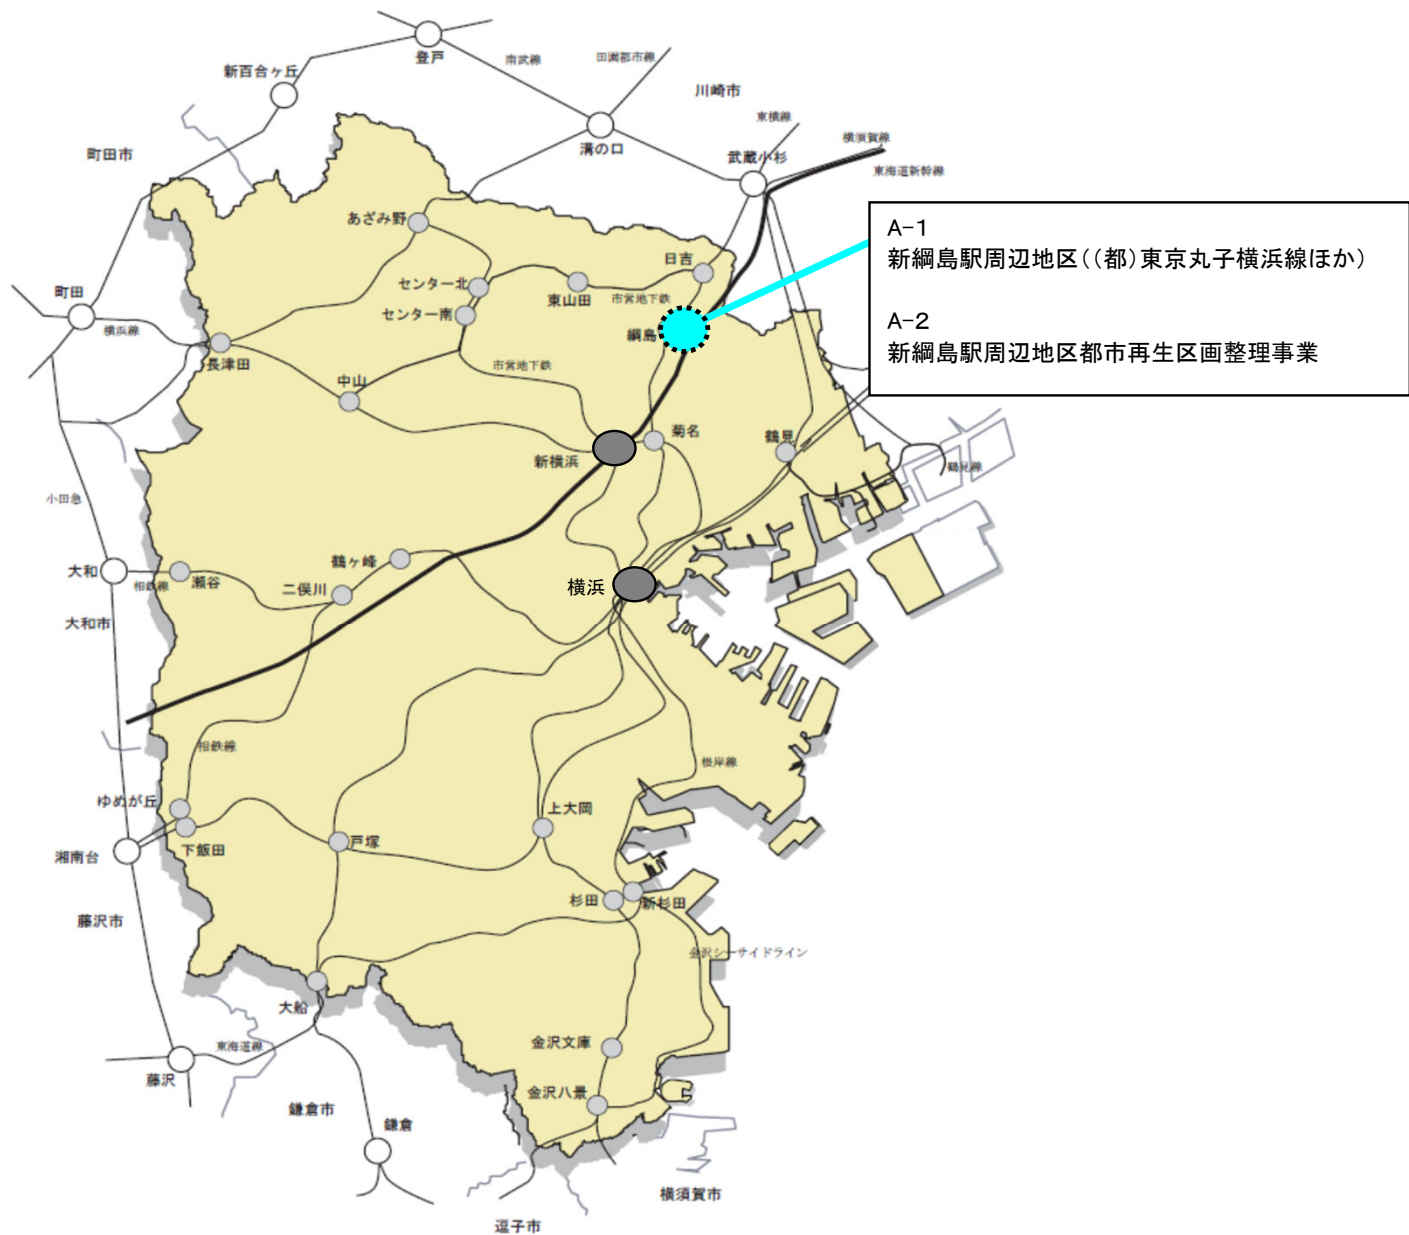 登戸
南武線
田園都市線
新百合ヶ丘
川崎市
東横線
横須賀線
溝の口
町田市
武蔵小杉
東海道新幹線
A-1
新綱島駅周辺地区((都)東京丸子横浜線ほか)
A-2
新綱島駅周辺地区都市再生区画整理事業
あざみ野
日吉
センター北
東山田
市営地下鉄
町田
センター南
綱島
横浜線
長津田
市営地下鉄
中山
菊名
鶴見
新横浜
鶴見線
小田急
鶴ヶ峰
大和
相鉄線
瀬谷
二俣川
横浜
大和市
相鉄線
根岸線
ゆめが丘
上大岡
下飯田
戸塚
湘南台
杉田
新杉田
藤沢市
金沢シーサイドライン
大船
東海道線
金沢文庫
藤沢
金沢八景
鎌倉市
鎌倉
横須賀市
逗子市